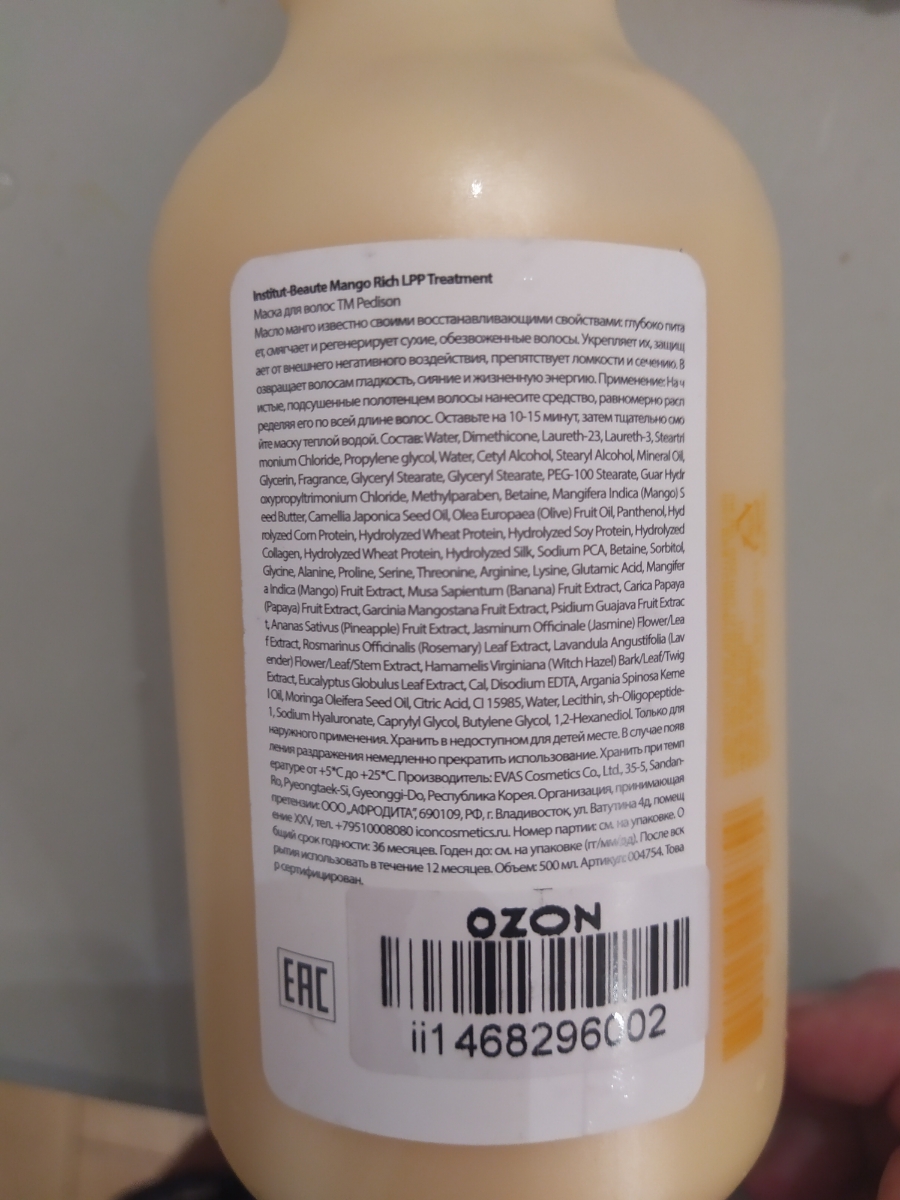 Institut-Beaute Mango Rich LPP Treatment
Маска для волос ТМ Pedison
Масло манго известно своими восстанавливающими свойствами: глубоко пита
ет, смягчает и регенерирует сухие, обезвоженные волосы. Укрепляет их, защищ
ает от внешнего негативного воздействия, препятствует ломкости и сечению. В
озвращает волосам гладкость, сияние и жизненную энергию. Применение: На ч
истые, подсушенные полотенцем волосы нанесите средство, равномерно расп
ределяя его по всей длине волос. Оставьте на 10-15 минут, затем тщательно смо
йте маску теплой водой. Состав: Water, Dimethicone, Laureth-23, Laureth-3, Steartri
monium Chloride, Propylene glycol, Water, Cetyl Alcohol, Stearyl Alcohol, Mineral Oil,
Glycerin, Fragrance, Glyceryl Stearate, Glyceryl Stearate, PEG-100 Stearate, Guar Hydr
oxypropyltrimonium Chloride, Methylparaben, Betaine, Mangifera Indica (Mango) S
eed Butter, Camellia Japonica Seed Oil, Olea Europaea (Olive) Fruit Oil, Panthenol, Hyd
rolyzed Corn Protein, Hydrolyzed Wheat Protein, Hydrolyzed Soy Protein, Hydrolyzed
Collagen, Hydrolyzed Wheat Protein, Hydrolyzed Silk, Sodium PCA, Betaine, Sorbitol,
Glycine, Alanine, Proline, Serine, Threonine, Arginine, Lysine, Glutamic Acid, Mangifer
a Indica (Mango) Fruit Extract, Musa Sapientum (Banana) Fruit Extract, Carica Papaya
(Papaya) Fruit Extract, Garcinia Mangostana Fruit Extract, Psidium Guajava Fruit Extrac
t, Ananas Sativus (Pineapple) Fruit Extract, Jasminum Officinale (Jasmine) Flower/Lea
f Extract, Rosmarinus Officinalis (Rosemary) Leaf Extract, Lavandula Angustifolia (Lav
ender) Flower/Leaf/Stem Extract, Hamamelis Virginiana (Witch Hazel) Bark/Leaf/Twig
Extract, Eucalyptus Globulus Leaf Extract, Cal, Disodium EDTA, Argania Spinosa Kerne
l Oil, Moringa Oleifera Seed Oil, Citric Acid, CI 15985, Water, Lecithin, sh-Oligopeptide-
1, Sodium Hyaluronate, Caprylyl Glycol, Butylene Glycol, 1,2-Hexanediol. Только для
наружного применения. Хранить в недоступном для детей месте. В случае появ
ления раздражения немедленно прекратить использование. Хранить при темп
ературе от +5°C до +25°C. Производитель: EVAS Cosmetics Co., Ltd., 35-5, Sandan-
Ro, Pyeongtaek-Si, Gyeonggi-Do, Республика Корея. Организация, принимающая
претензии: ООО „АФРОДИТА“, 690109, РФ, г. Владивосток, ул. Ватутина 4д, помещ
ение XXV, тел. +79510008080 iconcosmetics.ru. Номер партии: см. на упаковке. О
бщий срок годности: 36 месяцев. Годен до: см. на упаковке (гг/мм/дд). После вск
рытия использовать в течение 12 месяцев. Объем: 500 мл. Артикул: 004754. Това
р сертифицирован.
OZON
EAC
ii1 468296002